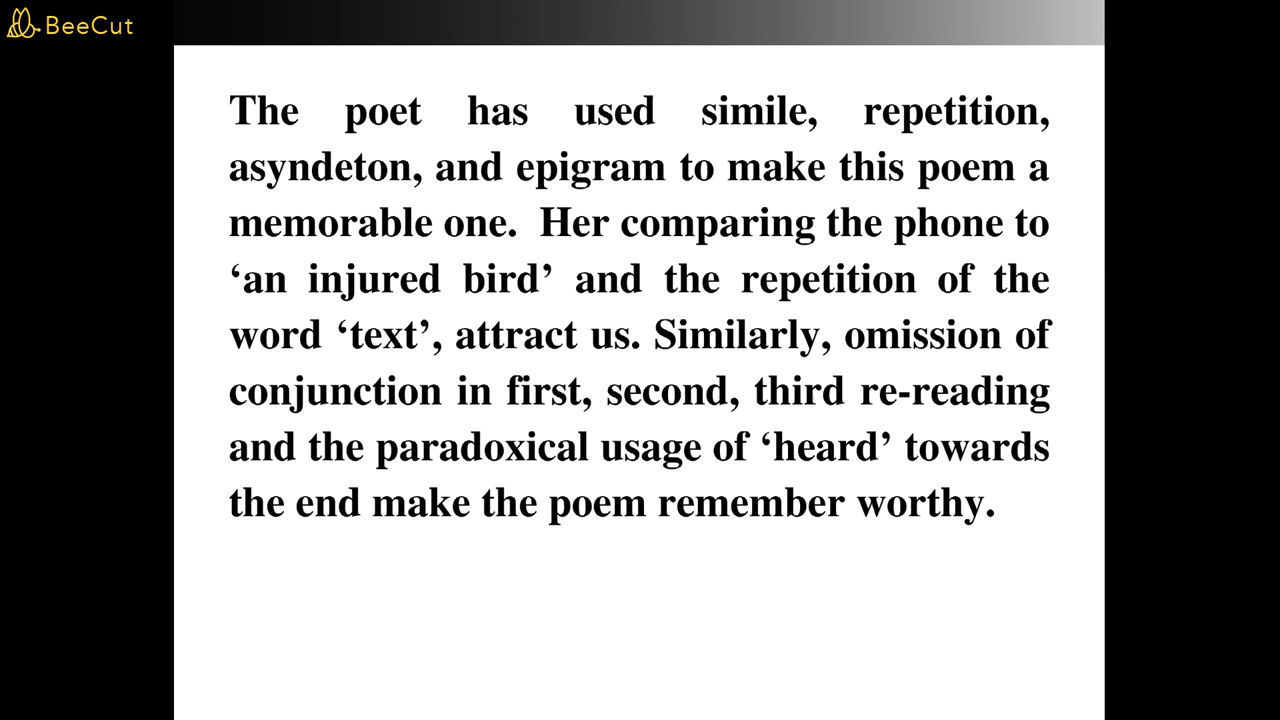 BeeCut
The poet has used simile, repetition,
asyndeton, and epigram to make this poem a
memorable one. Her comparing the phone to
‘an injured bird’ and the repetition of the
word ‘text’, attract us. Similarly, omission of
conjunction in first, second, third re-reading
and the paradoxical usage of ‘heard’ towards
the end make the poem remember worthy.